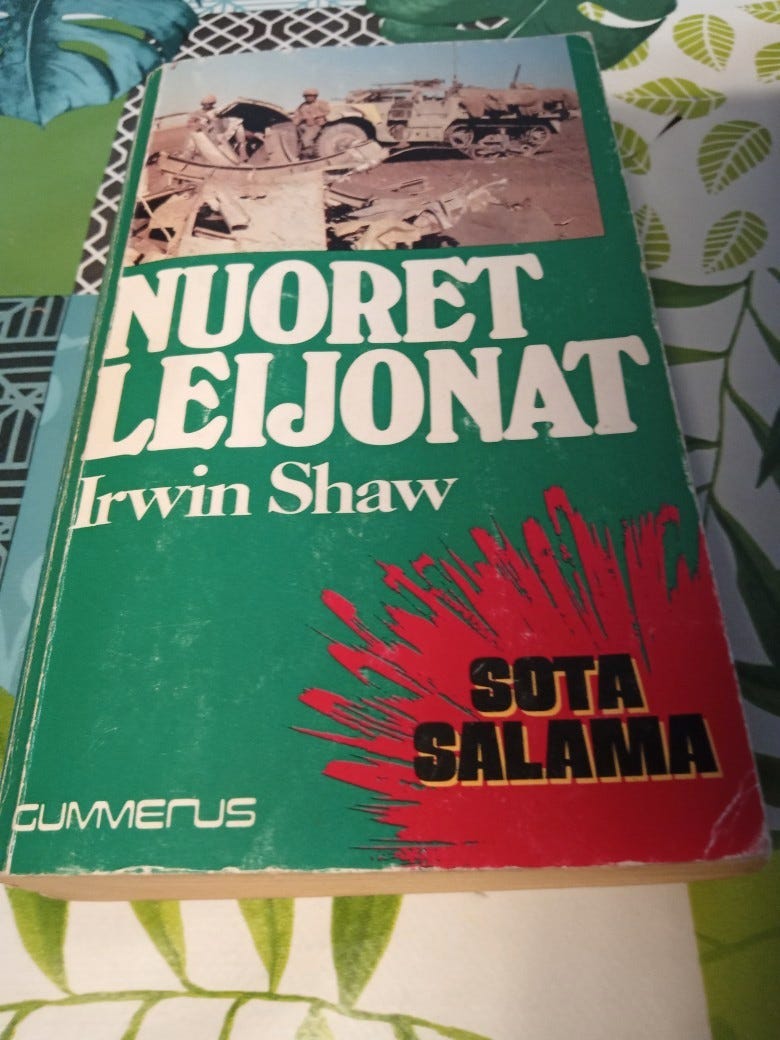 NUORET
LEIJONAT
Irwin Shaw
SOTA
SALAMA
GUMMERUS